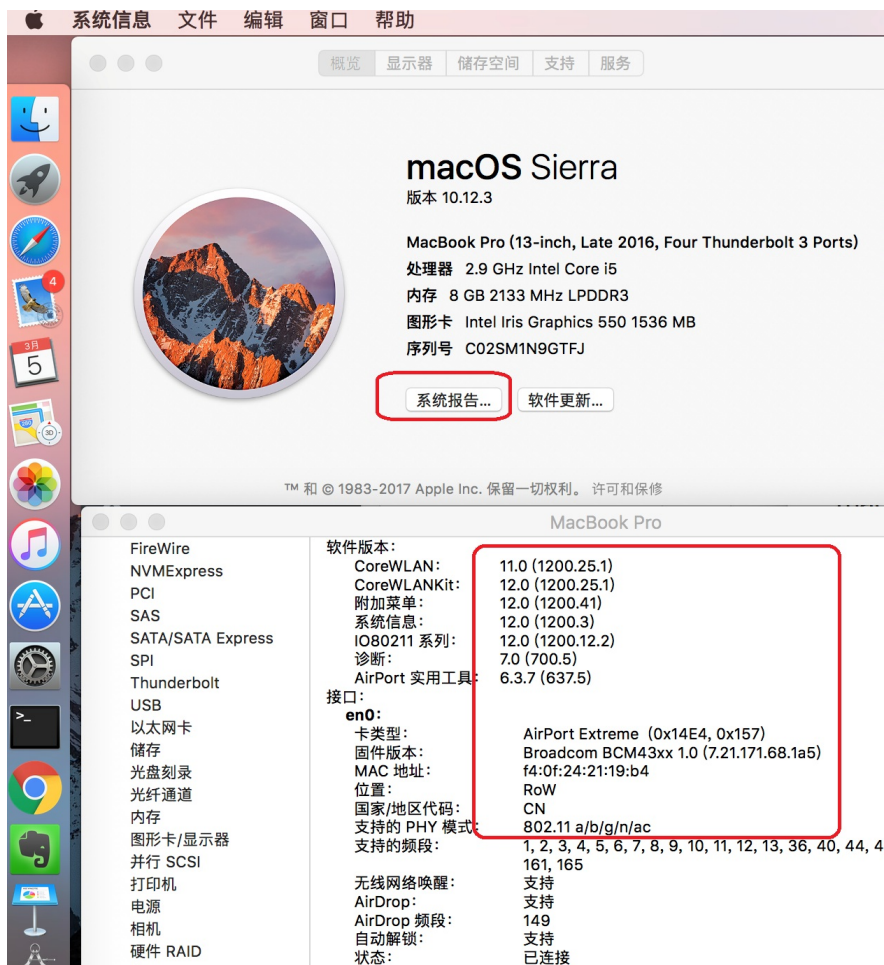 系统信息 文件 编辑 窗口 帮助
概览 显示器 储存空间 支持 服务
macOS Sierra
版本 10.12.3
MacBook Pro (13-inch, Late 2016, Four Thunderbolt 3 Ports)
处理器 2.9 GHz Intel Core i5
内存 8 GB 2133 MHz LPDDR3
图形卡 Intel Iris Graphics 550 1536 MB
序列号 C02SM1N9GTFJ
系统报告... 软件更新...
™ 和 © 1983-2017 Apple Inc. 保留一切权利。 许可和保修
4
3月
5
280
3D
>_
MacBook Pro
FireWire
NVMExpress
PCI
SAS
SATA/SATA Express
SPI
Thunderbolt
USB
以太网卡
储存
光盘刻录
光纤通道
内存
图形卡/显示器
并行 SCSI
打印机
电源
相机
硬件 RAID
软件版本:
CoreWLAN: 11.0 (1200.25.1)
CoreWLANKit: 12.0 (1200.25.1)
附加菜单: 12.0 (1200.41)
系统信息: 12.0 (1200.3)
IO80211 系列: 12.0 (1200.12.2)
诊断: 7.0 (700.5)
AirPort 实用工具: 6.3.7 (637.5)
接口:
en0:
卡类型: AirPort Extreme (0x14E4, 0x157)
固件版本: Broadcom BCM43xx 1.0 (7.21.171.68.1a5)
MAC 地址: f4:0f:24:21:19:b4
位置: RoW
国家/地区代码: CN
支持的 PHY 模式: 802.11 a/b/g/n/ac
支持的频段: 1, 2, 3, 4, 5, 6, 7, 8, 9, 10, 11, 12, 13, 36, 40, 44, 4
161, 165
无线网络唤醒: 支持
AirDrop: 支持
AirDrop 频段: 149
自动解锁: 支持
状态: 已连接